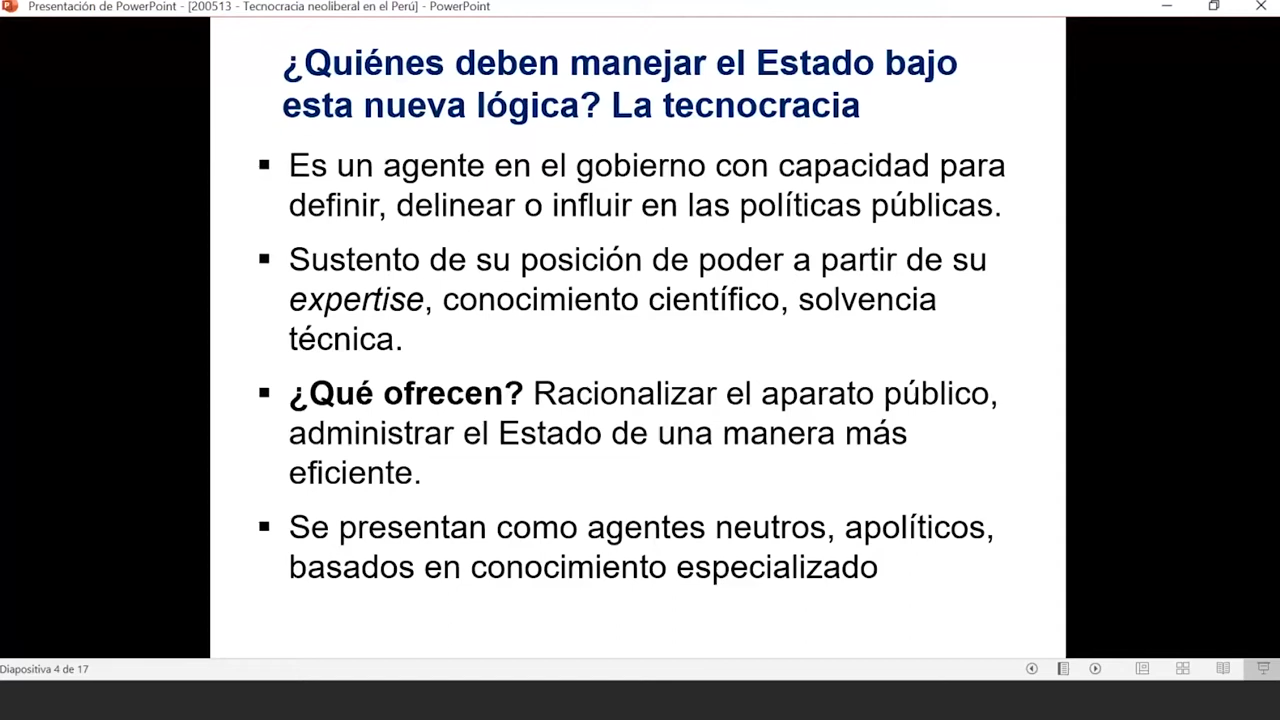 Presentación de PowerPoint - [200513 - Tecnocracia neoliberal en el Perú] - PowerPoint
¿Quiénes deben manejar el Estado bajo
esta nueva lógica? La tecnocracia
▪ Es un agente en el gobierno con capacidad para
definir, delinear o influir en las políticas públicas.
▪ Sustento de su posición de poder a partir de su
expertise, conocimiento científico, solvencia
técnica.
▪ ¿Qué ofrecen? Racionalizar el aparato público,
administrar el Estado de una manera más
eficiente.
▪ Se presentan como agentes neutros, apolíticos,
basados en conocimiento especializado
Diapositiva 4 de 17